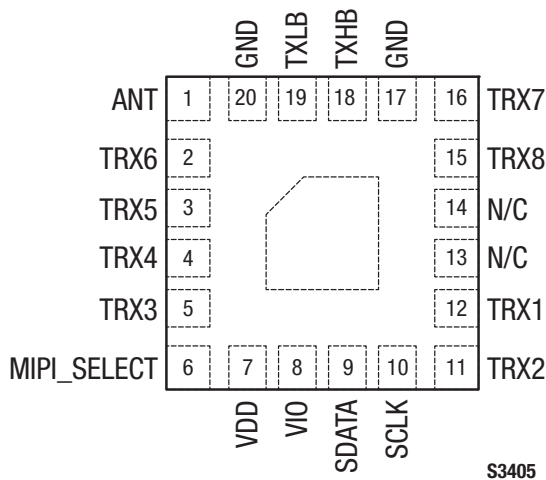 GND TXLB TXHB GND
ANT 1 20 19 18 17 16 TRX7
TRX6 2 15 TRX8
TRX5 3 14 N/C
TRX4 4 13 N/C
TRX3 5 12 TRX1
MIPI_SELECT 6 7 8 9 10 11 TRX2
VDD VIO SDATA SCLK
S3405